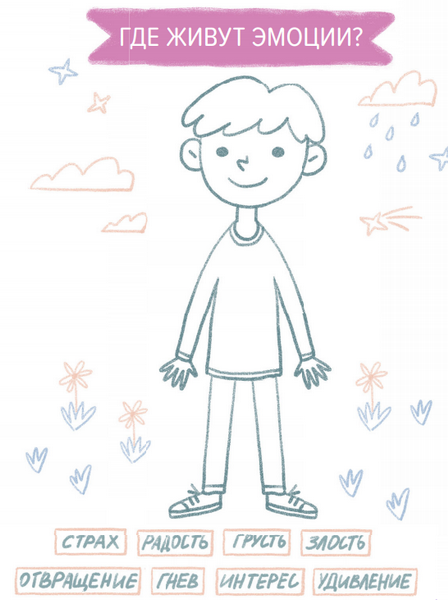 ГДЕ ЖИВУТ ЭМОЦИИ?
СТРАХ РАДОСТЬ ГРУСТЬ ЗЛОСТЬ
ОТВРАЩЕНИЕ ГНЕВ ИНТЕРЕС УДИВЛЕНИЕ